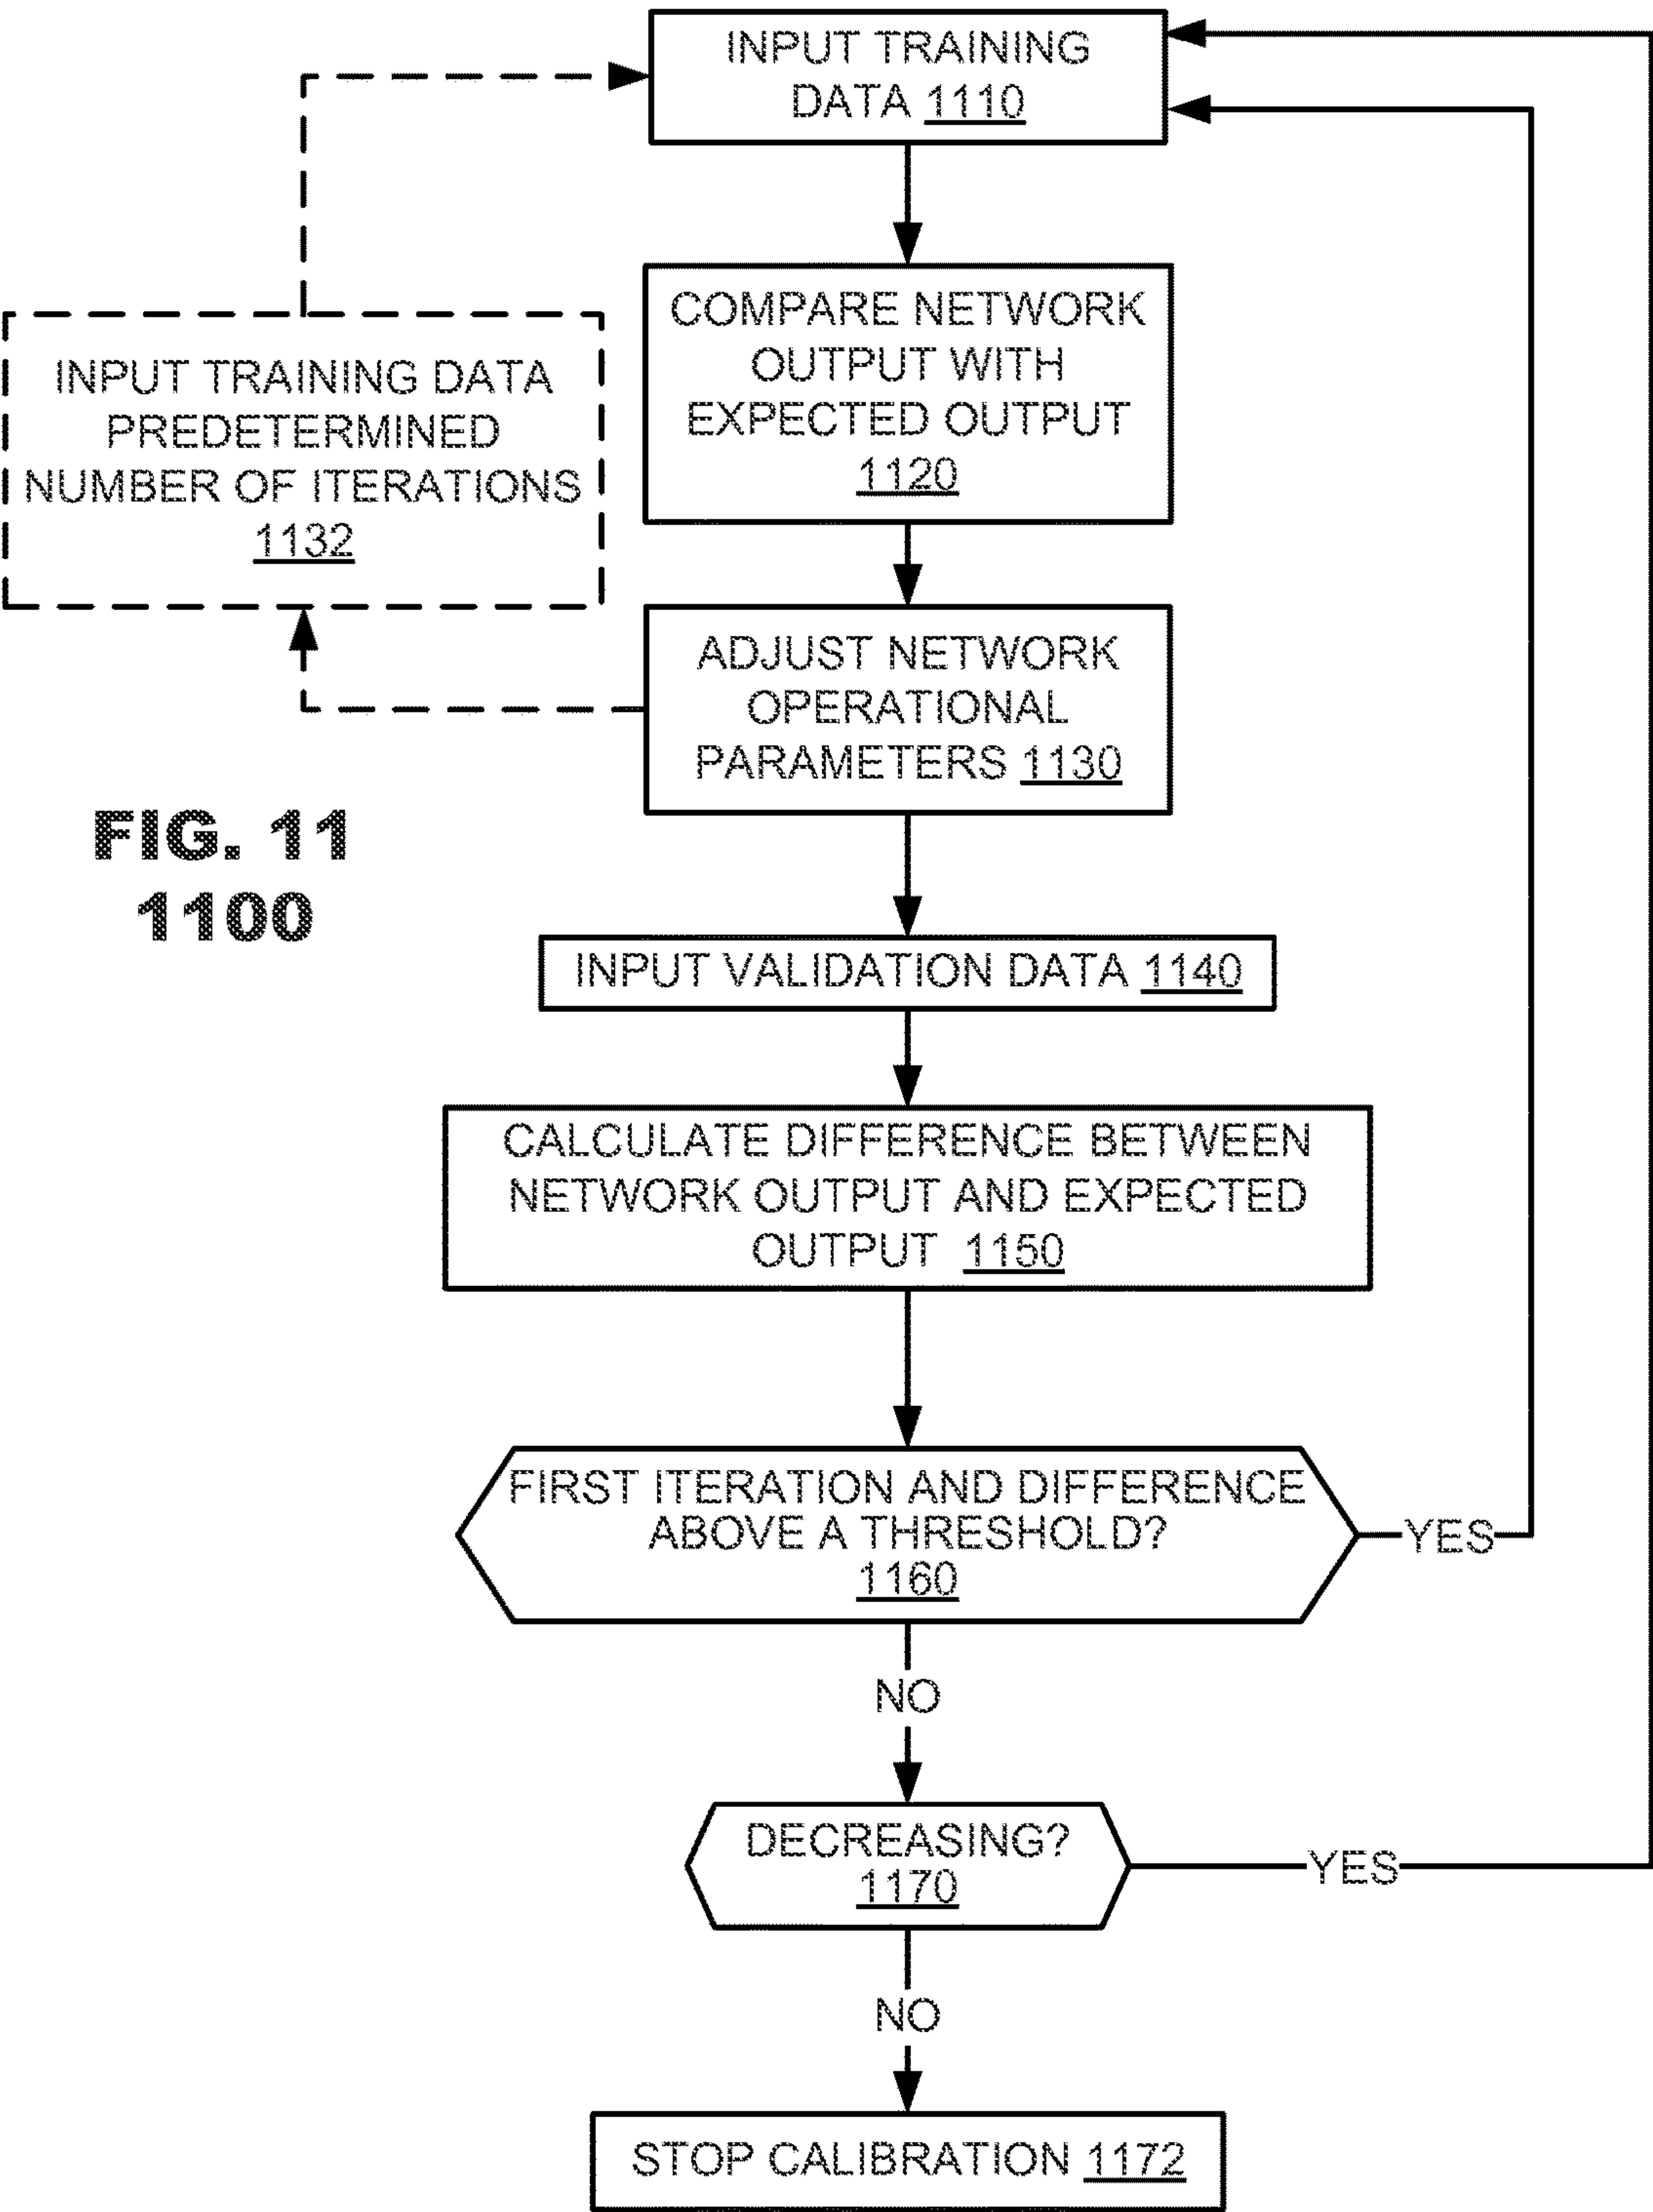 INPUT TRAINING
DATA 1110
COMPARE NETWORK
OUTPUT WITH
EXPECTED OUTPUT
1120
INPUT TRAINING DATA
PREDETERMINED
NUMBER OF ITERATIONS
1132
ADJUST NETWORK
OPERATIONAL
PARAMETERS 1130
FIG. 11
1100
INPUT VALIDATION DATA 1140
CALCULATE DIFFERENCE BETWEEN
NETWORK OUTPUT AND EXPECTED
OUTPUT 1150
FIRST ITERATION AND DIFFERENCE
ABOVE A THRESHOLD?
1160
YES
NO
DECREASING?
1170
YES
NO
STOP CALIBRATION 1172